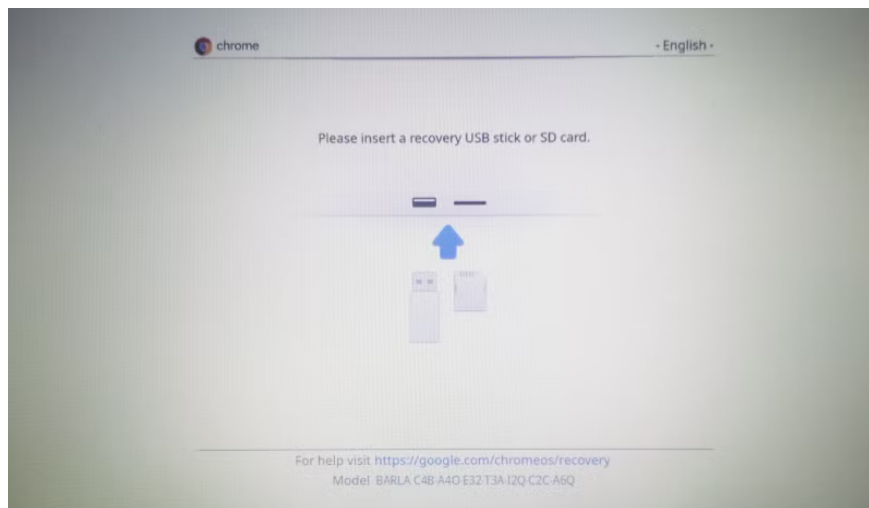 chrome
- English -
Please insert a recovery USB stick or SD card.
For help visit https://google.com/chromeos/recovery
Model BARLA C4B-A4O E32-T3A-I2Q-C2C-A6Q